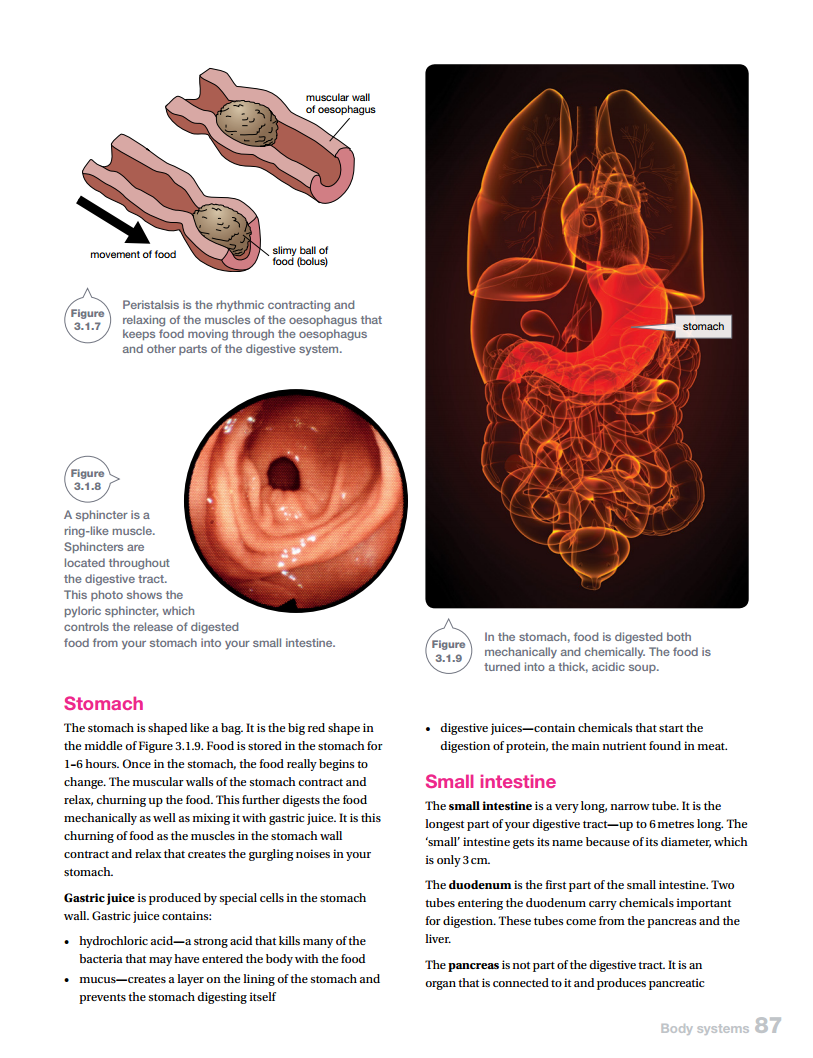 muscular wall
of oesophagus
movement of food
slimy ball of
food (bolus)
Figure
3.1.7
Peristalsis is the rhythmic contracting and
relaxing of the muscles of the oesophagus that
keeps food moving through the oesophagus
and other parts of the digestive system.
Figure
3.1.8
A sphincter is a
ring-like muscle.
Sphincters are
located throughout
the digestive tract.
This photo shows the
pyloric sphincter, which
controls the release of digested
food from your stomach into your small intestine.
stomach
Figure
3.1.9
In the stomach, food is digested both
mechanically and chemically. The food is
turned into a thick, acidic soup.
Stomach
The stomach is shaped like a bag. It is the big red shape in
the middle of Figure 3.1.9. Food is stored in the stomach for
1–6 hours. Once in the stomach, the food really begins to
change. The muscular walls of the stomach contract and
relax, churning up the food. This further digests the food
mechanically as well as mixing it with gastric juice. It is this
churning of food as the muscles in the stomach wall
contract and relax that creates the gurgling noises in your
stomach.
Gastric juice is produced by special cells in the stomach
wall. Gastric juice contains:
• hydrochloric acid—a strong acid that kills many of the
bacteria that may have entered the body with the food
• mucus—creates a layer on the lining of the stomach and
prevents the stomach digesting itself
• digestive juices—contain chemicals that start the
digestion of protein, the main nutrient found in meat.
Small intestine
The small intestine is a very long, narrow tube. It is the
longest part of your digestive tract—up to 6 metres long. The
‘small’ intestine gets its name because of its diameter, which
is only 3 cm.
The duodenum is the first part of the small intestine. Two
tubes entering the duodenum carry chemicals important
for digestion. These tubes come from the pancreas and the
liver.
The pancreas is not part of the digestive tract. It is an
organ that is connected to it and produces pancreatic
Body systems 87